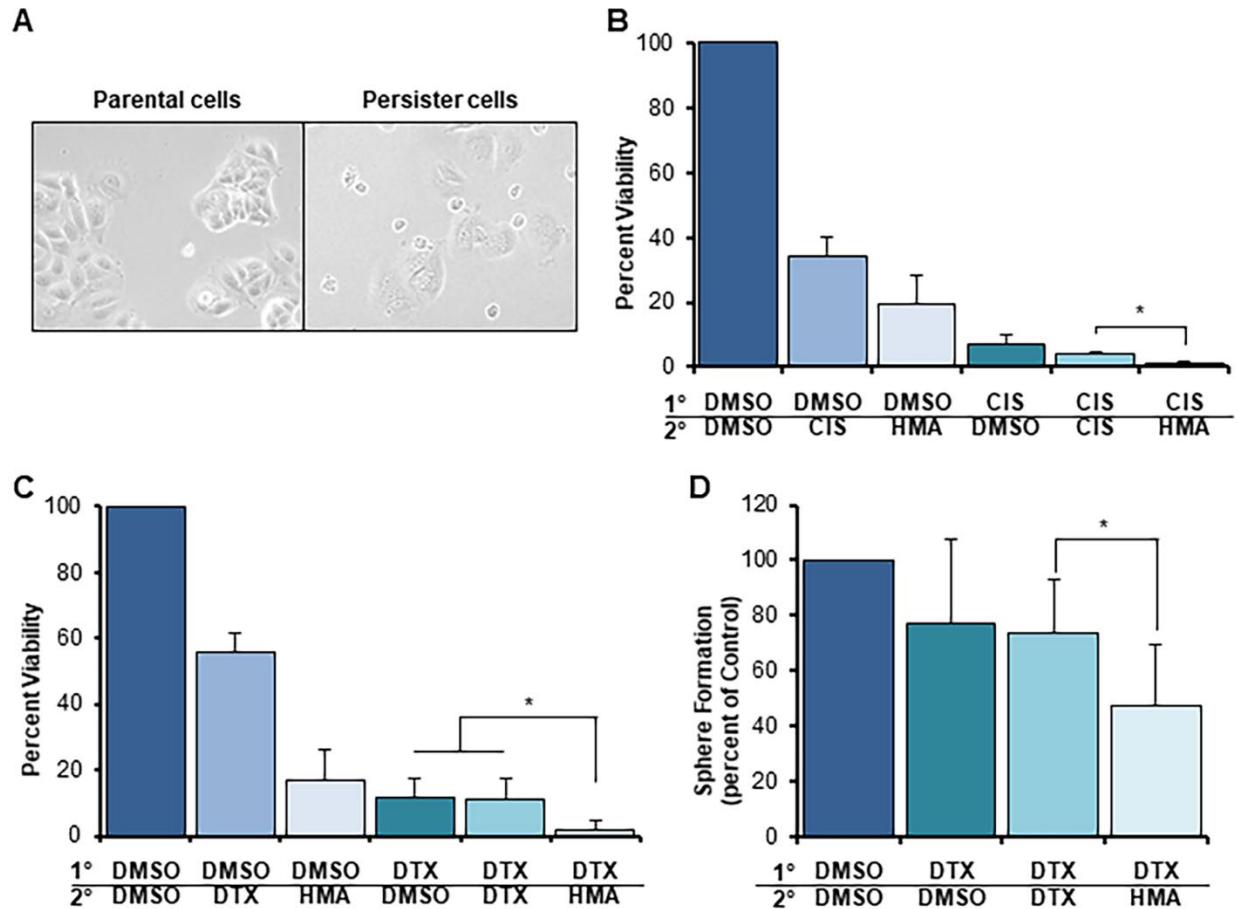 A
Parental cells
Persister cells
B
Percent Viability
100
80
60
40
20
0
*
1° DMSO DMSO DMSO CIS CIS CIS
2° DMSO CIS HMA DMSO CIS HMA
C
Percent Viability
100
80
60
40
20
0
*
1° DMSO DMSO DMSO DTX DTX DTX
2° DMSO DTX HMA DMSO DTX HMA
D
Sphere Formation
(percent of Control)
120
100
80
60
40
20
0
*
1° DMSO DTX DTX DTX
2° DMSO DMSO DTX HMA